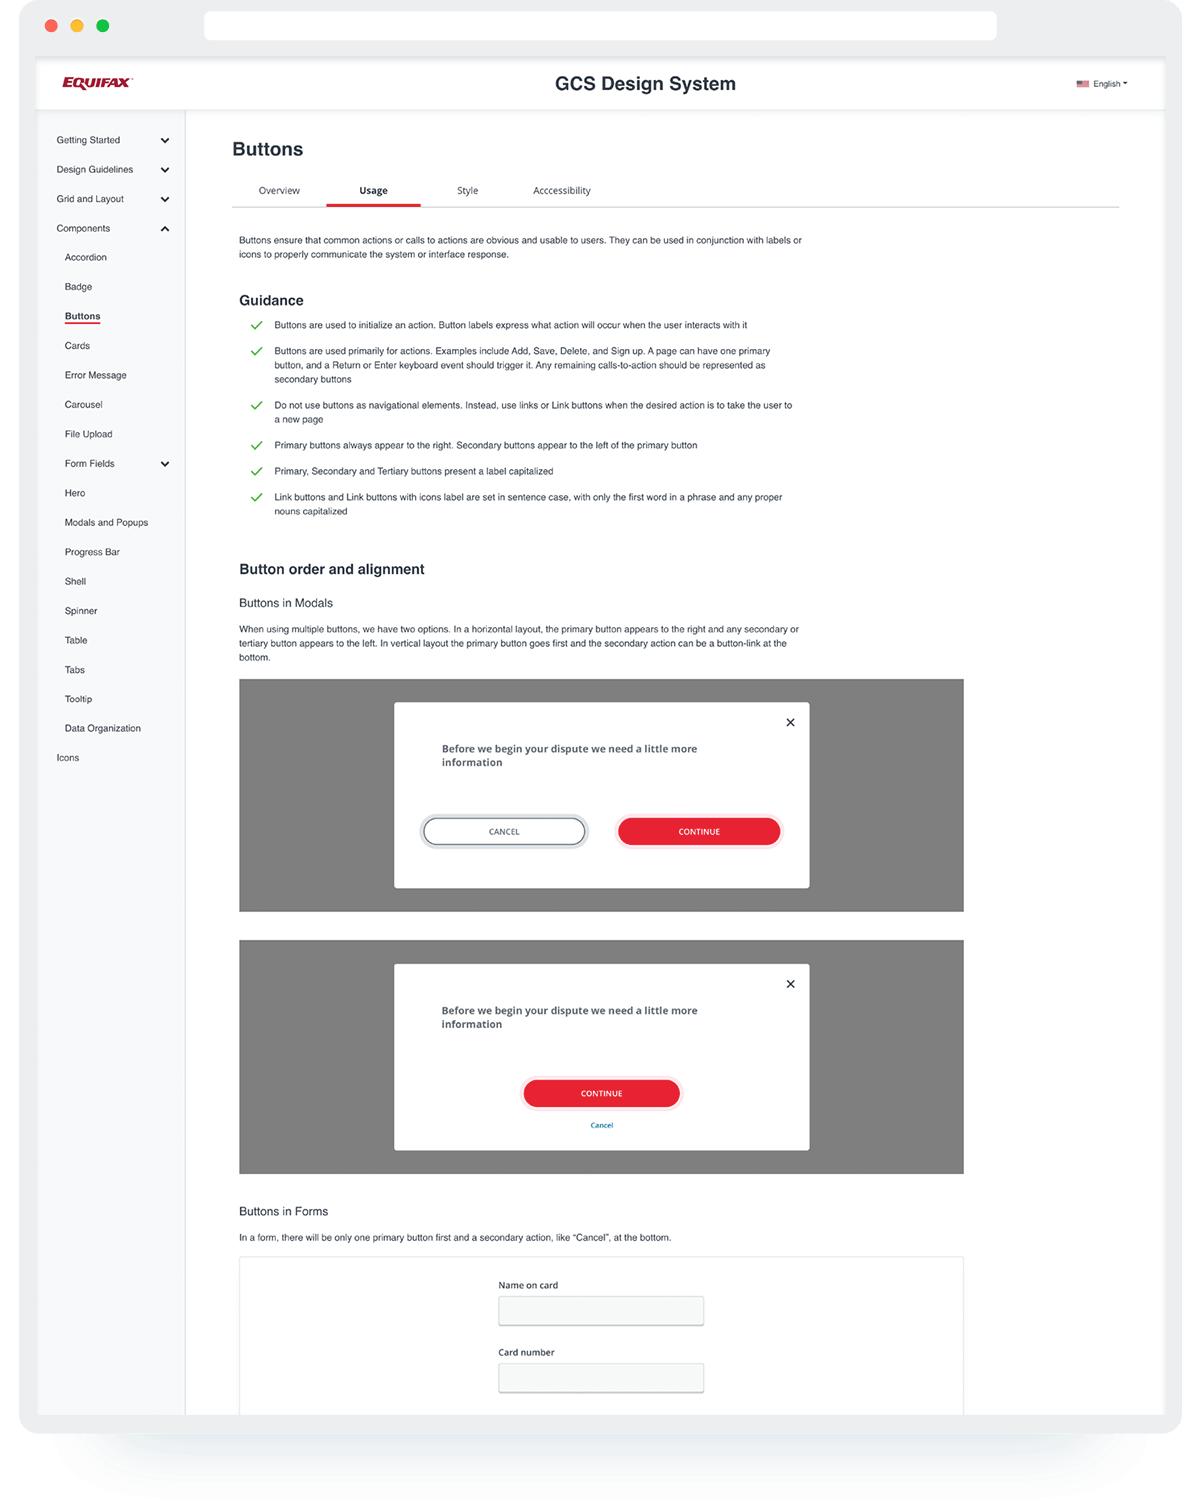 EQUIFAX
GCS Design System
English
Getting Started
Design Guidelines
Grid and Layout
Components
Accordion
Badge
Buttons
Cards
Error Message
Carousel
File Upload
Form Fields
Hero
Modals and Popups
Progress Bar
Shell
Spinner
Table
Tabs
Tooltip
Data Organization
Icons
Buttons
Overview
Usage
Style
Acccessibility
Buttons ensure that common actions or calls to actions are obvious and usable to users. They can be used in conjunction with labels or
icons to properly communicate the system or interface response.
Guidance
Buttons are used to initialize an action. Button labels express what action will occur when the user interacts with it
Buttons are used primarily for actions. Examples include Add, Save, Delete, and Sign up. A page can have one primary
button, and a Return or Enter keyboard event should trigger it. Any remaining calls-to-action should be represented as
secondary buttons
Do not use buttons as navigational elements. Instead, use links or Link buttons when the desired action is to take the user to
a new page
Primary buttons always appear to the right. Secondary buttons appear to the left of the primary button
Primary, Secondary and Tertiary buttons present a label capitalized
Link buttons and Link buttons with icons label are set in sentence case, with only the first word in a phrase and any proper
nouns capitalized
Button order and alignment
Buttons in Modals
When using multiple buttons, we have two options. In a horizontal layout, the primary button appears to the right and any secondary or
tertiary button appears to the left. In vertical layout the primary button goes first and the secondary action can be a button-link at the
bottom.
Before we begin your dispute we need a little more
information
CANCEL
CONTINUE
Before we begin your dispute we need a little more
information
CONTINUE
Cancel
Buttons in Forms
In a form, there will be only one primary button first and a secondary action, like “Cancel”, at the bottom.
Name on card
Card number